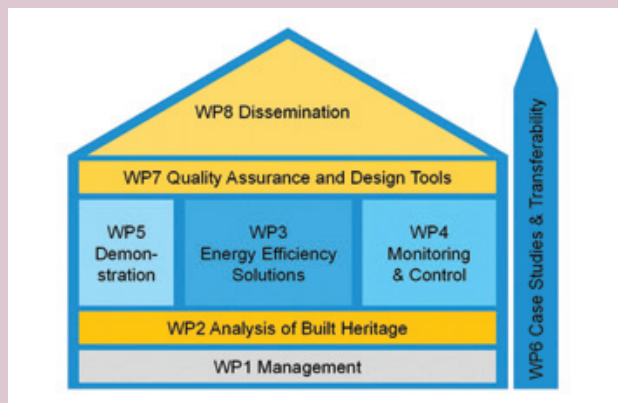 WP8 Dissemination
WP7 Quality Assurance and Design Tools
WP5
Demon-
stration
WP3
Energy Efficiency
Solutions
WP4
Monitoring
& Control
WP2 Analysis of Built Heritage
WP1 Management
WP6 Case Studies & Transferability